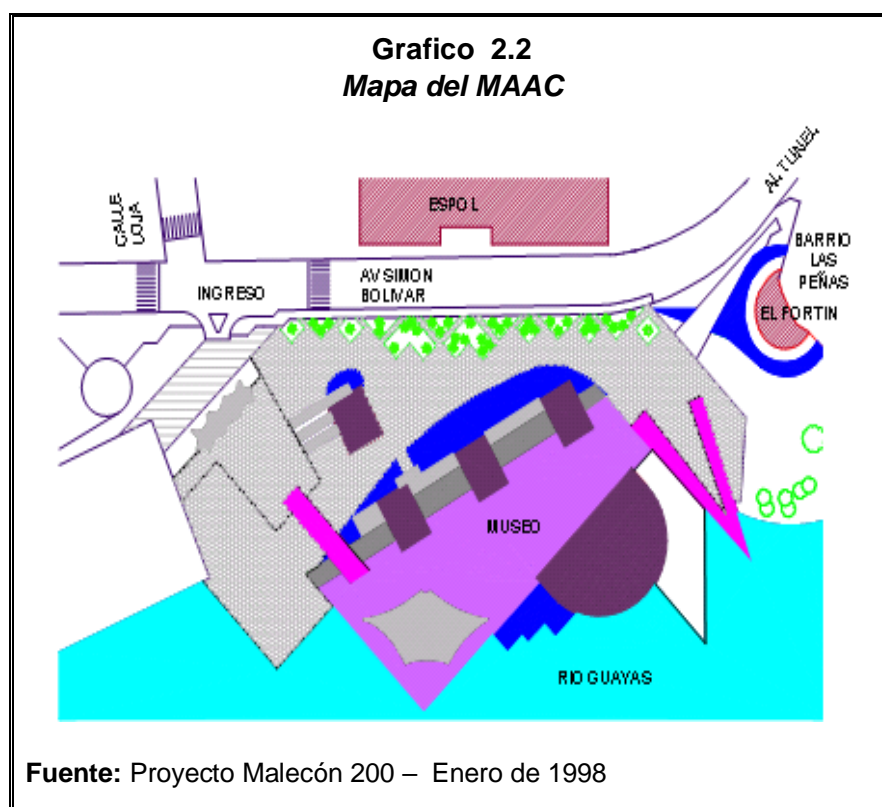 Grafico 2.2
Mapa del MAAC
AL TUNEL
CALLE
LOJA
ESPOL
BARRIO
LAS
PEÑAS
INGRESO
AV SIMON
BOLIVAR
EL FORTIN
MUSEO
RIO GUAYAS
Fuente: Proyecto Malecón 200 – Enero de 1998